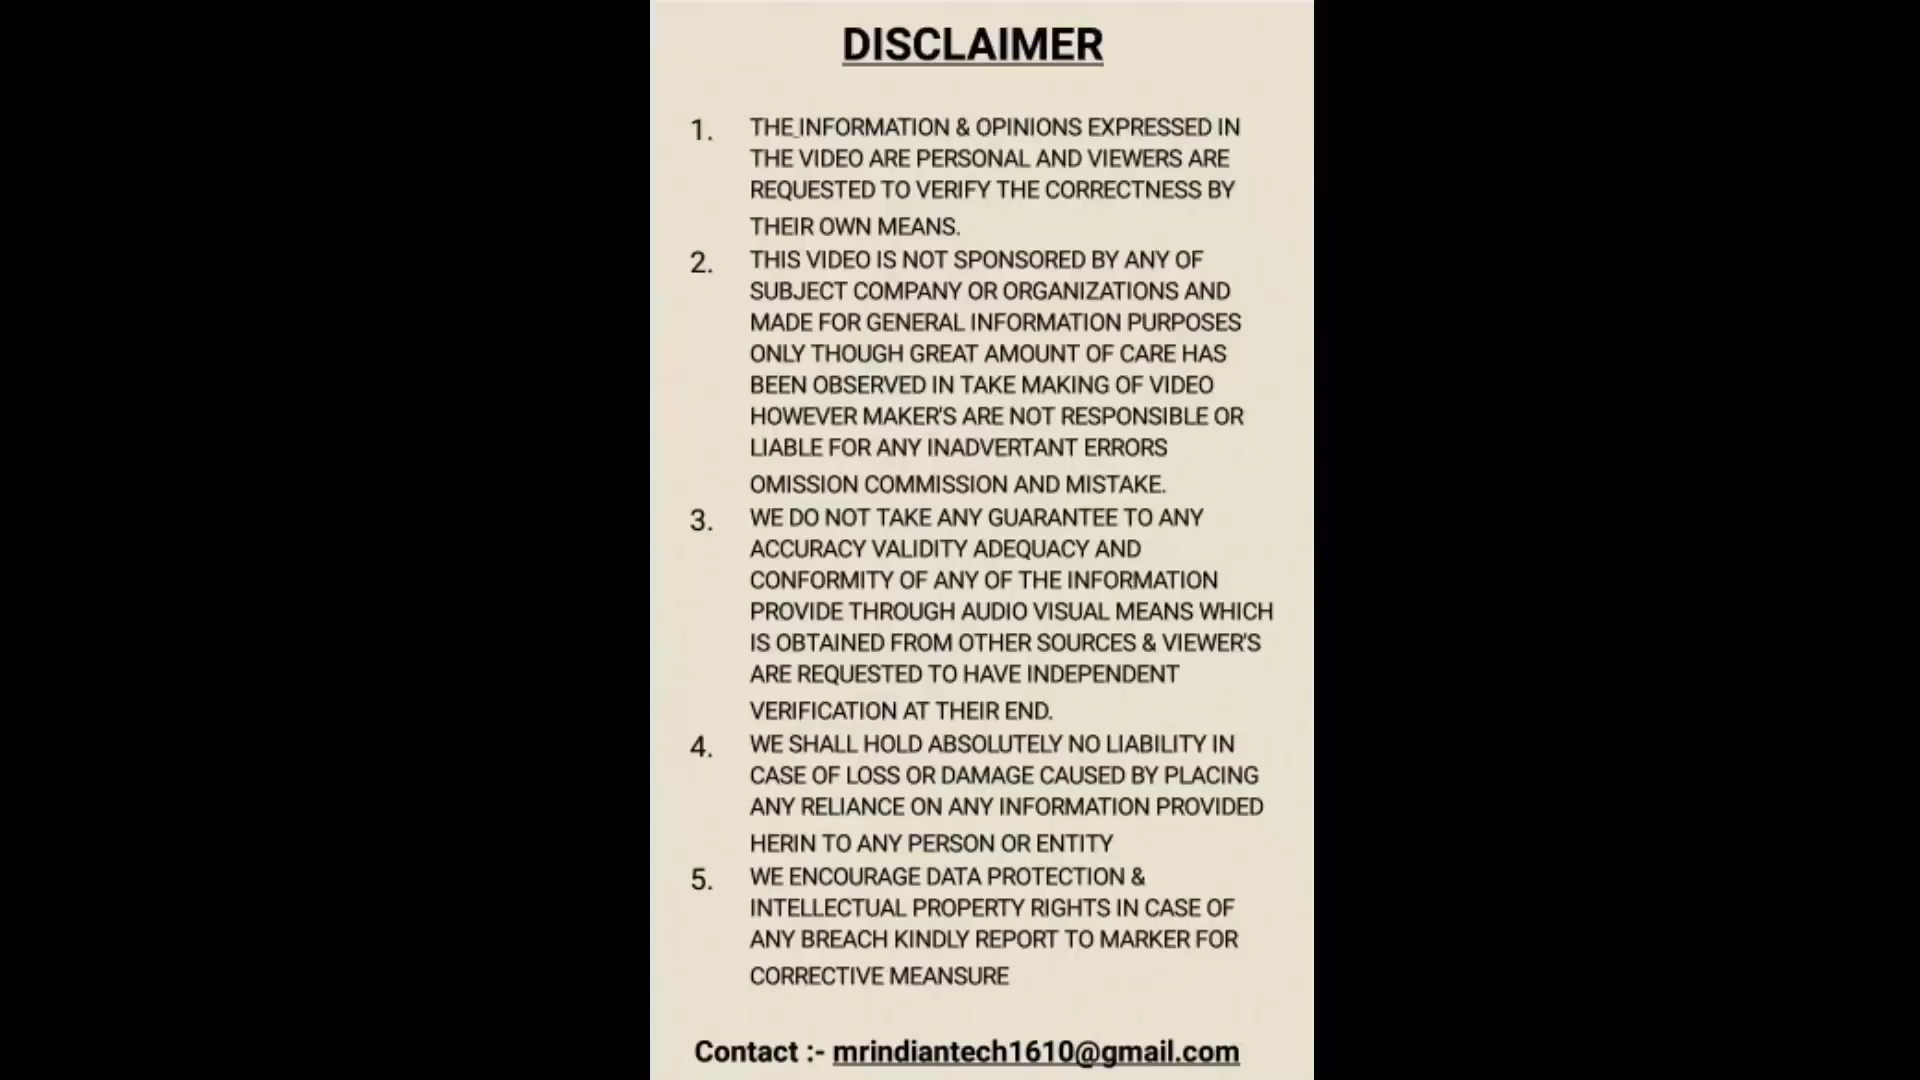 DISCLAIMER
1. THE INFORMATION & OPINIONS EXPRESSED IN
THE VIDEO ARE PERSONAL AND VIEWERS ARE
REQUESTED TO VERIFY THE CORRECTNESS BY
THEIR OWN MEANS.
2. THIS VIDEO IS NOT SPONSORED BY ANY OF
SUBJECT COMPANY OR ORGANIZATIONS AND
MADE FOR GENERAL INFORMATION PURPOSES
ONLY THOUGH GREAT AMOUNT OF CARE HAS
BEEN OBSERVED IN TAKE MAKING OF VIDEO
HOWEVER MAKER'S ARE NOT RESPONSIBLE OR
LIABLE FOR ANY INADVERTANT ERRORS
OMISSION COMMISSION AND MISTAKE.
3. WE DO NOT TAKE ANY GUARANTEE TO ANY
ACCURACY VALIDITY ADEQUACY AND
CONFORMITY OF ANY OF THE INFORMATION
PROVIDE THROUGH AUDIO VISUAL MEANS WHICH
IS OBTAINED FROM OTHER SOURCES & VIEWER'S
ARE REQUESTED TO HAVE INDEPENDENT
VERIFICATION AT THEIR END.
4. WE SHALL HOLD ABSOLUTELY NO LIABILITY IN
CASE OF LOSS OR DAMAGE CAUSED BY PLACING
ANY RELIANCE ON ANY INFORMATION PROVIDED
HERIN TO ANY PERSON OR ENTITY
5. WE ENCOURAGE DATA PROTECTION &
INTELLECTUAL PROPERTY RIGHTS IN CASE OF
ANY BREACH KINDLY REPORT TO MARKER FOR
CORRECTIVE MEANSURE
Contact :- mrindiantech1610@gmail.com